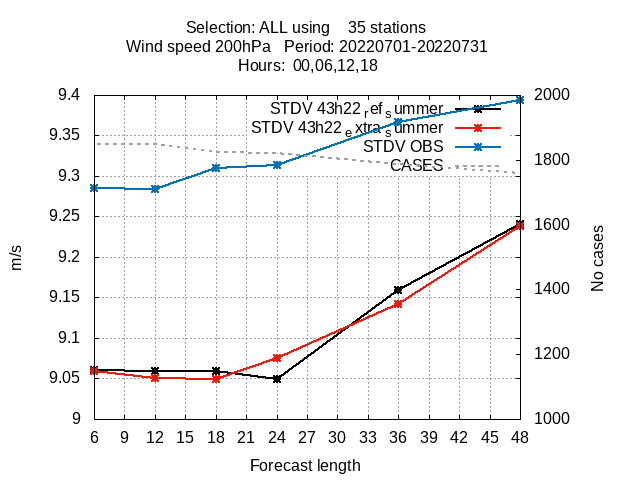 Selection: ALL using    35 stations
Wind speed 200hPa   Period: 20220701-20220731
Hours:  00,06,12,18
9.4
9.35
9.3
9.25
9.2
9.15
9.1
9.05
9
m/s
STDV 43h22ref_summer
STDV 43h22extra_summer
STDV OBS
CASES
2000
1800
1600
1400
1200
1000
No cases
6 9 12 15 18 21 24 27 30 33 36 39 42 45 48
Forecast length